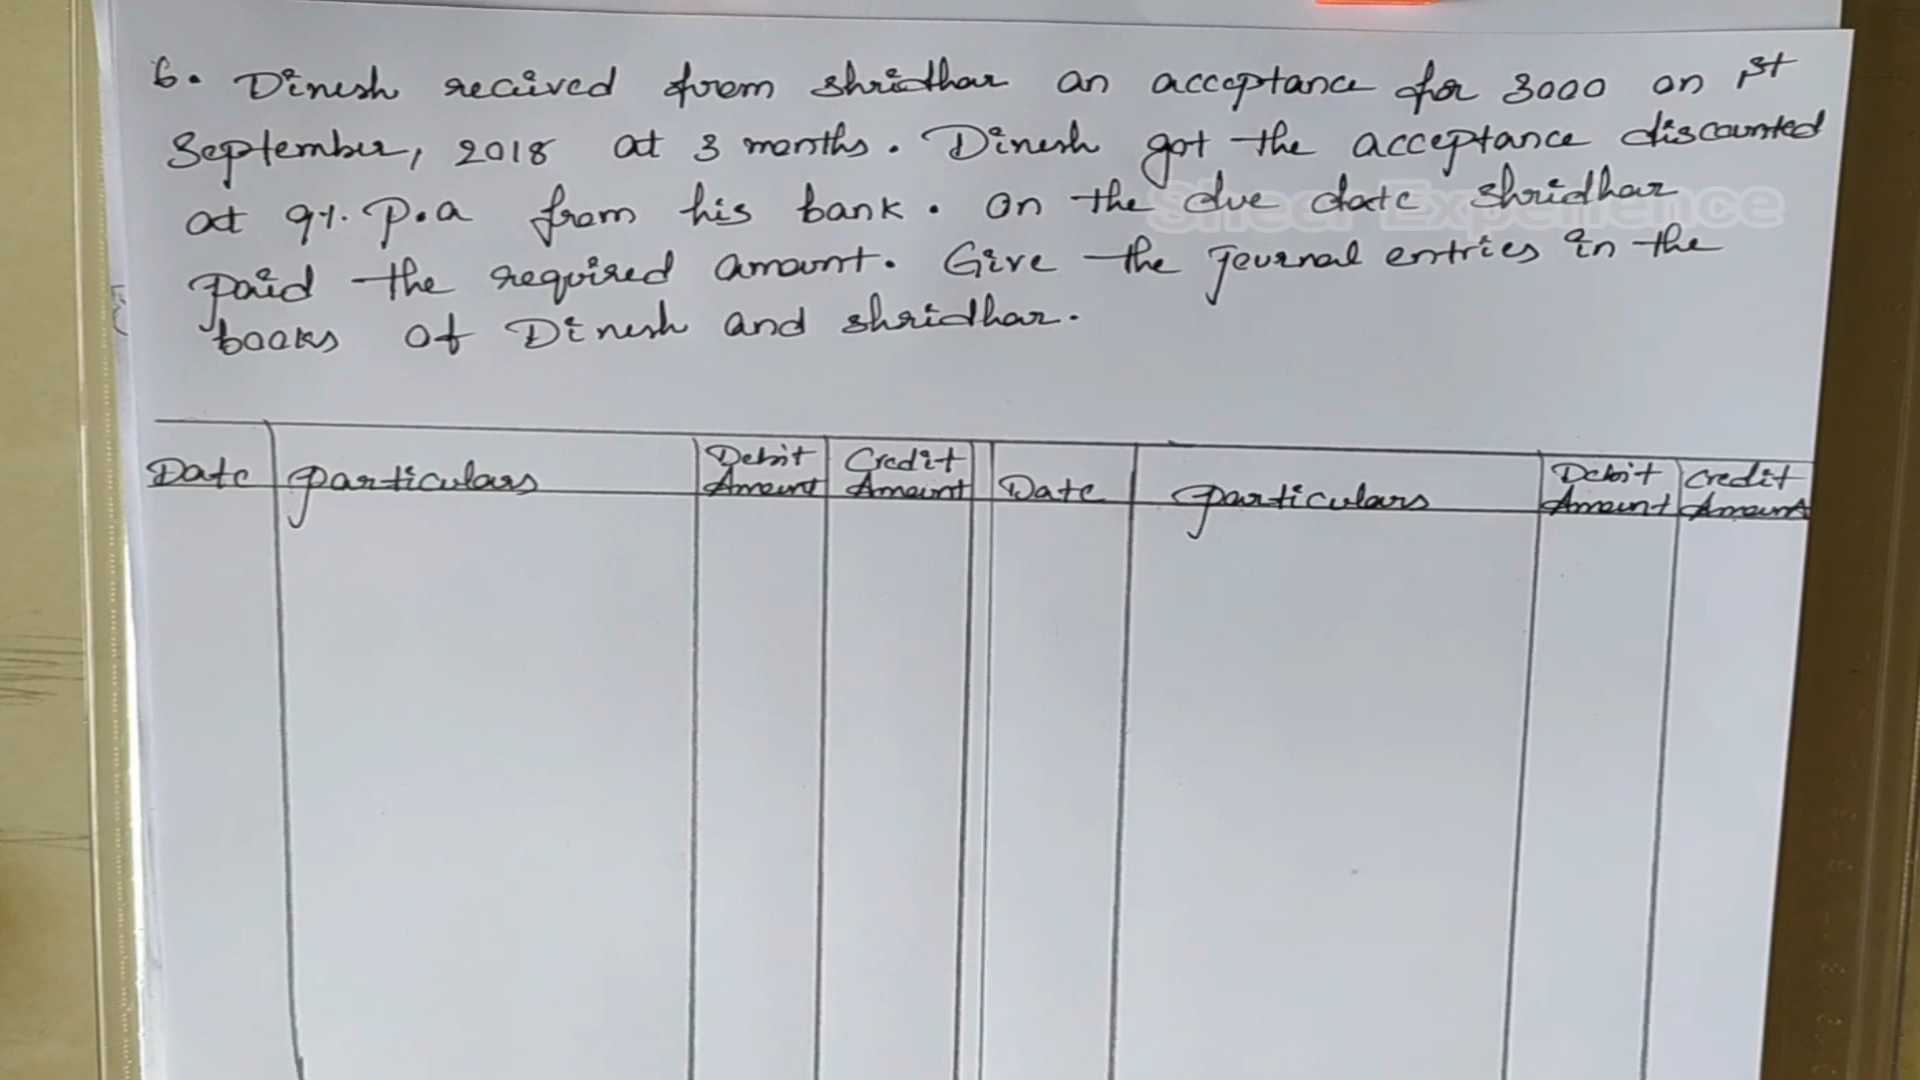 6. Dinesh recived from shridhar an acceptance for 3000 on 1st
September, 2018 at 3 months. Dinesh got the acceptance discounted
at 9%. P.a from his bank. On the due date shridhar
paid the required amount. Give the journal entries in the
books of Dinesh and shridhar.
Sheer Experience
Date Particulars Debit Amount Credit Amount Date Particulars Debit Amount Credit Amount